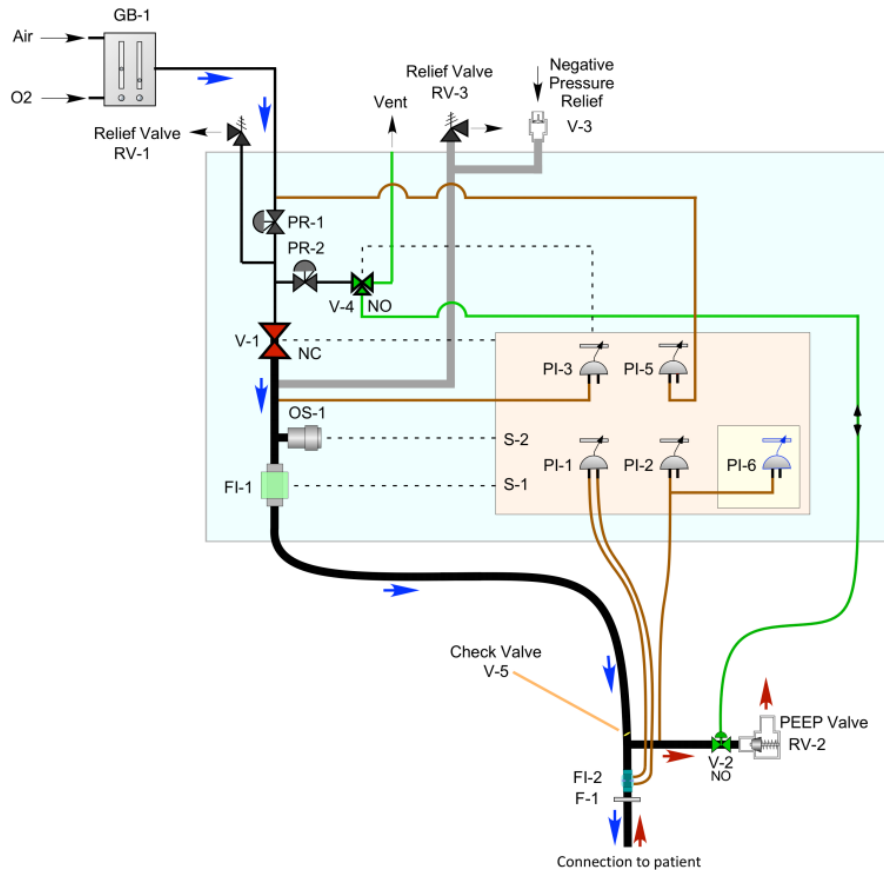 GB-1
Air
O2
Relief Valve
RV-1
Vent
Relief Valve
RV-3
Negative
Pressure
Relief
V-3
PR-1
PR-2
V-4
NO
V-1
NC
PI-3
PI-5
OS-1
S-2
PI-1
PI-2
PI-6
FI-1
S-1
Check Valve
V-5
PEEP Valve
RV-2
V-2
NO
FI-2
F-1
Connection to patient